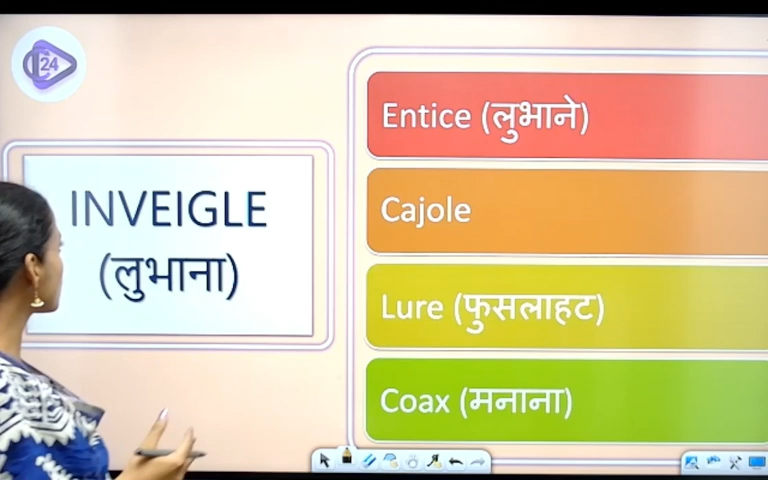 24
INVEIGLE
(लुभाना)
Entice (लुभाने)
Cajole
Lure (फुसलाहट)
Coax (मनाना)